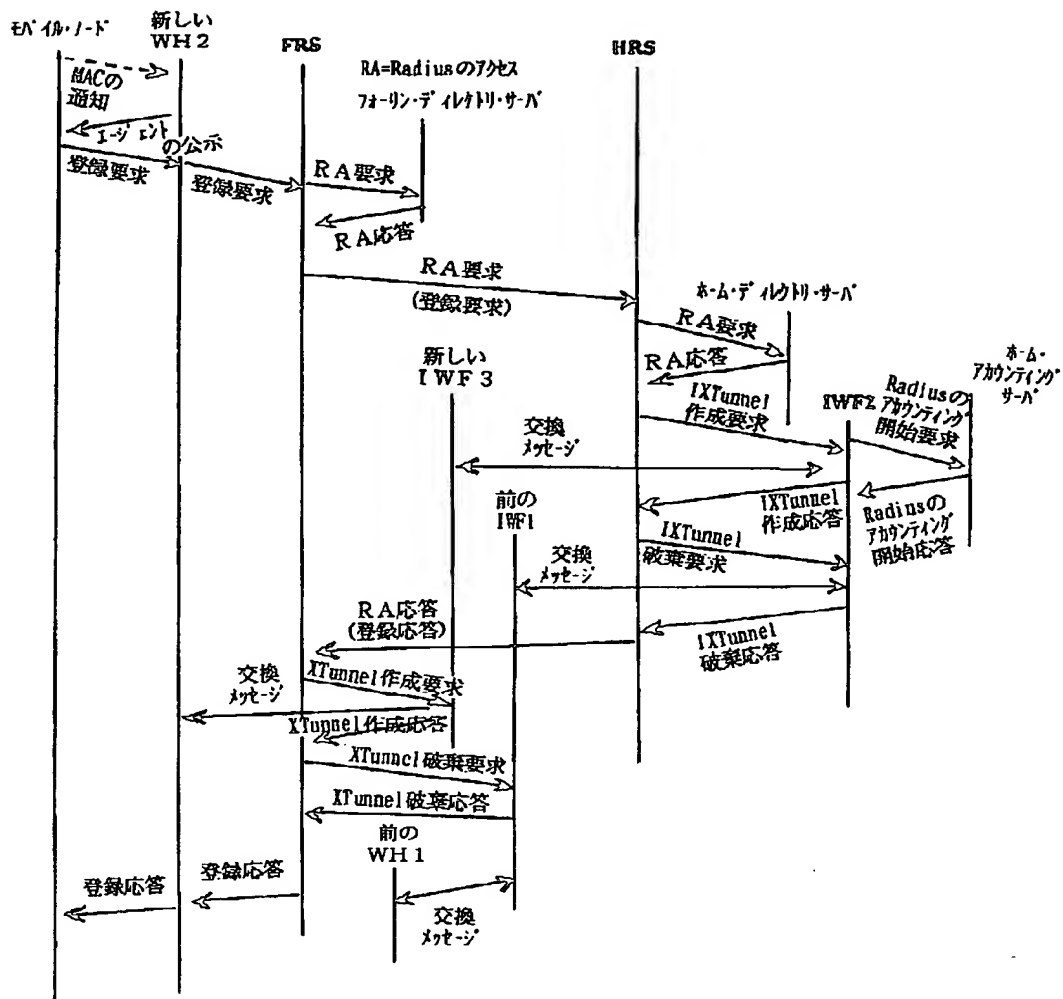 モバイル・ノード
新しい
WH2
FRS
HRS
RA=Radiusのアクセス
フォーリン・ディレクトリ・サーバ
MACの
通知
エージェント
の公示
登録要求
登録要求
RA要求
RA応答
RA要求
(登録要求)
ホーム・ディレクトリ・サーバ
RA要求
RA応答
新しい
IWF3
ホーム・
アカウンティング
サーバ
IXTunnel
作成要求
IWF2
Radiusの
アカウンティング
開始要求
交換
メッセージ
前の
IWF1
IXTunnel
作成応答
Radiusの
アカウンティング
開始応答
IXTunnel
破棄要求
交換
メッセージ
RA応答
(登録応答)
IXTunnel
破棄応答
XTunnel作成要求
交換
メッセージ
XTunnel作成応答
XTunnel破棄要求
XTunnel破棄応答
前の
WH1
登録応答
登録応答
交換
メッセージ